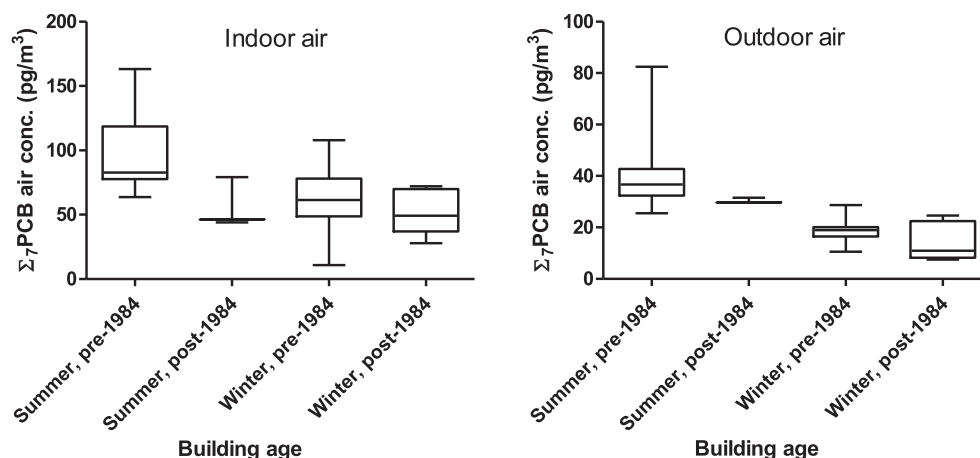 Indoor air
Σ₇PCB air conc. (pg/m³)
200
150
100
50
0
Summer, pre-1984
Summer, post-1984
Winter, pre-1984
Winter, post-1984
Building age
Outdoor air
Σ₇PCB air conc. (pg/m³)
100
80
60
40
20
0
Summer, pre-1984
Summer, post-1984
Winter, pre-1984
Winter, post-1984
Building age